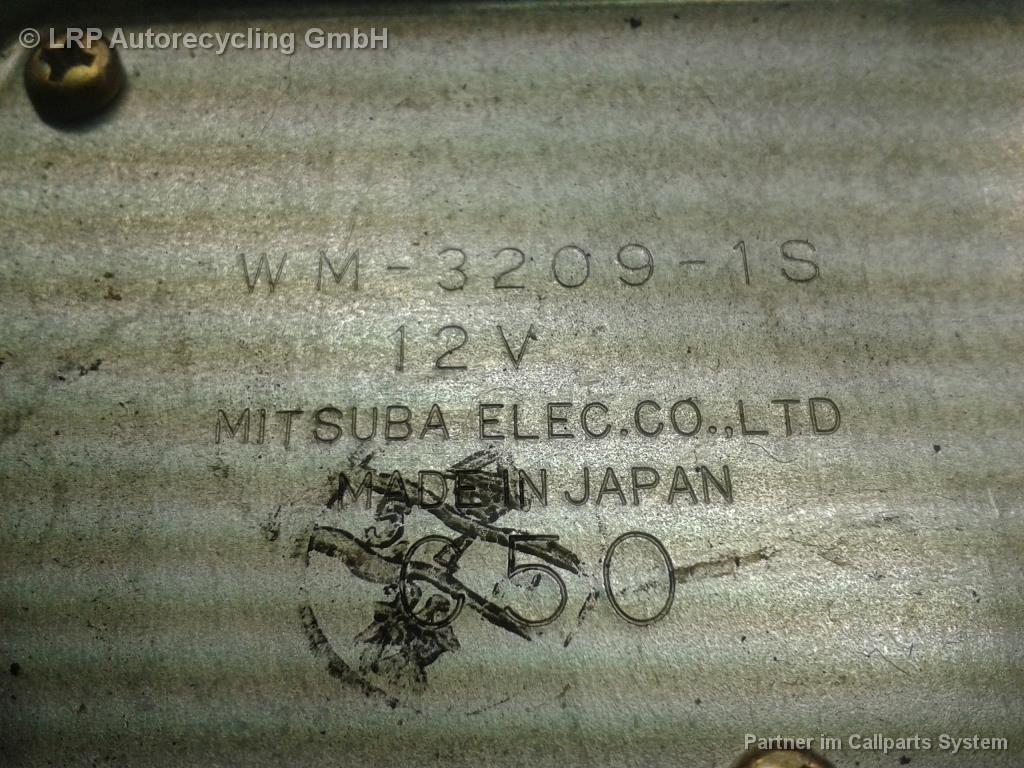 © LRP Autorecycling GmbH
WM-3209-1S
12V
MITSUBA ELEC.CO.,LTD
MADE IN JAPAN
650
Partner im Callparts System